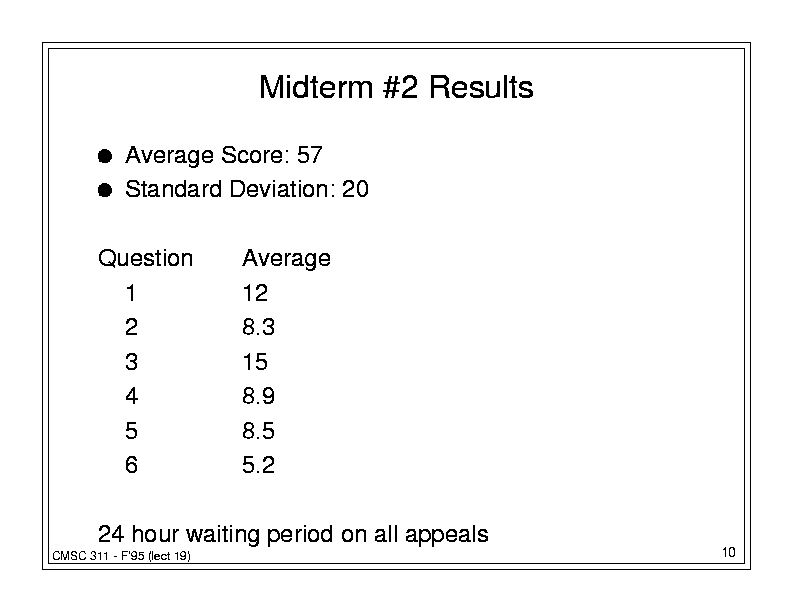 Midterm #2 Results
● Average Score: 57
● Standard Deviation: 20
Question Average
1 12
2 8.3
3 15
4 8.9
5 8.5
6 5.2
24 hour waiting period on all appeals
CMSC 311 - F'95 (lect 19) 10